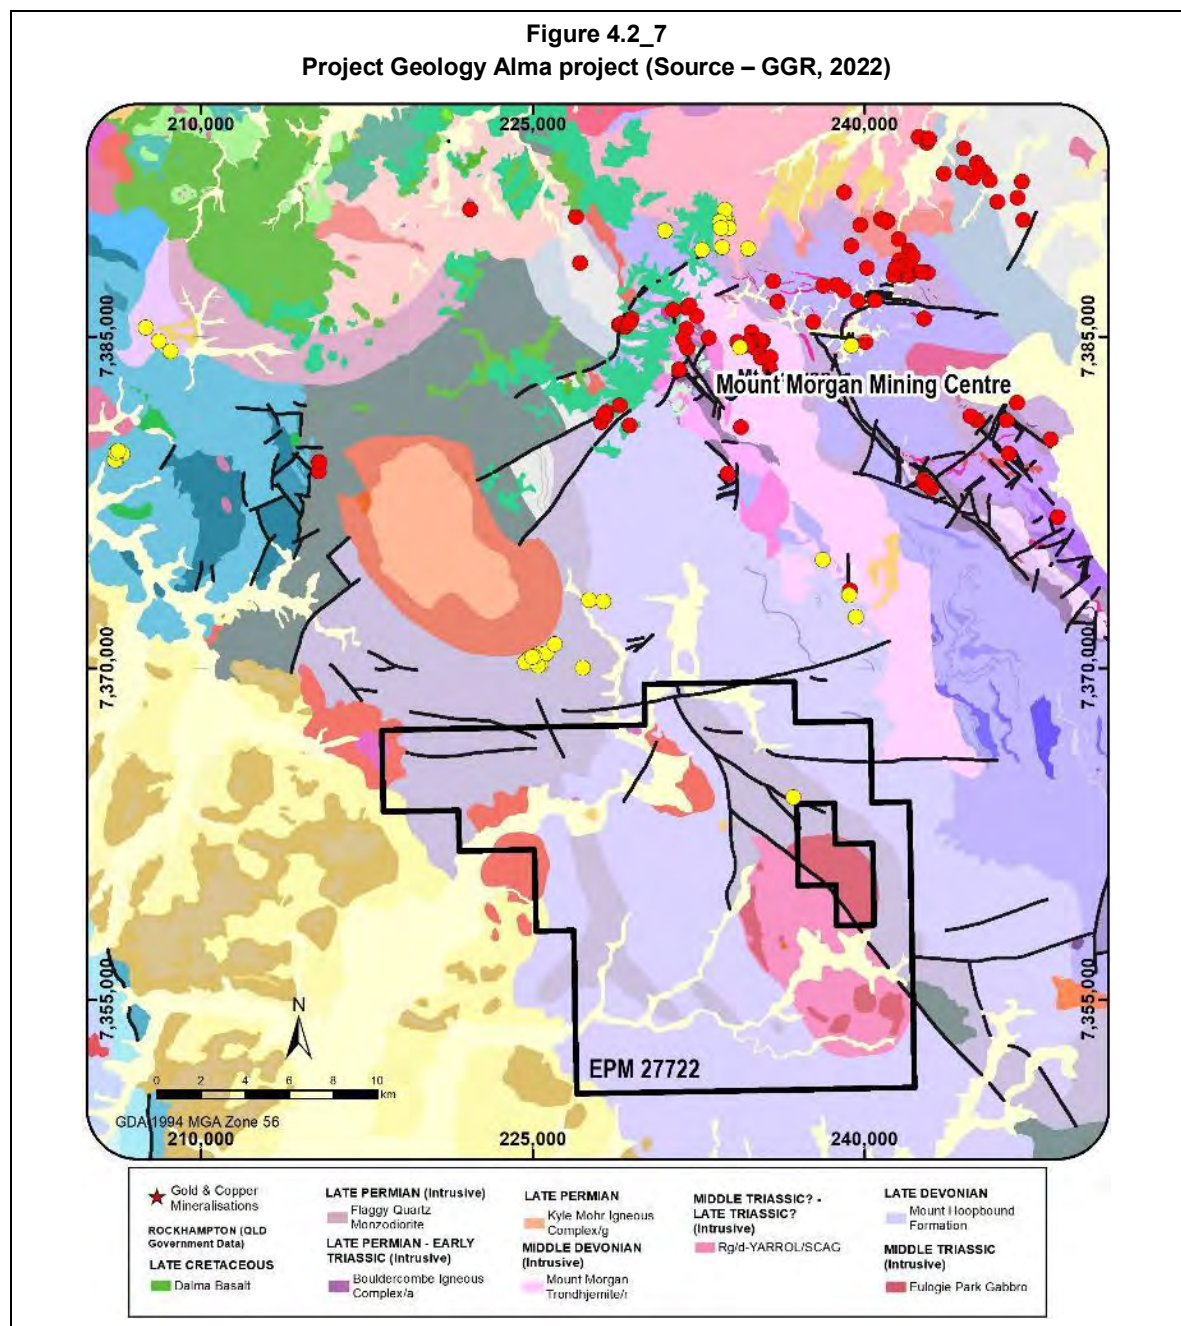 Figure 4.2_7
Project Geology Alma project (Source – GGR, 2022)
210,000
225,000
240,000
7,385,000
7,385,000
Mount Morgan Mining Centre
7,370,000
7,370,000
7,355,000
7,355,000
N
EPM 27722
0 2 4 6 8 10
km
GDA 1994 MGA Zone 56
210,000
225,000
240,000
Gold & Copper
Mineralisations
ROCKHAMPTON (QLD
Government Data)
LATE CRETACEOUS
Dalma Basalt
LATE PERMIAN (Intrusive)
Flaggy Quartz
Monzodiorite
LATE PERMIAN - EARLY
TRIASSIC (Intrusive)
Bouldercombe Igneous
Complex/a
LATE PERMIAN
Kyle Mohr Igneous
Complex/g
MIDDLE DEVONIAN
(Intrusive)
Mount Morgan
Trondhjemite/r
MIDDLE TRIASSIC? -
LATE TRIASSIC?
(Intrusive)
Rg/d-YARROL/SCAG
LATE DEVONIAN
Mount Hoopbound
Formation
MIDDLE TRIASSIC
(Intrusive)
Eulogie Park Gabbro